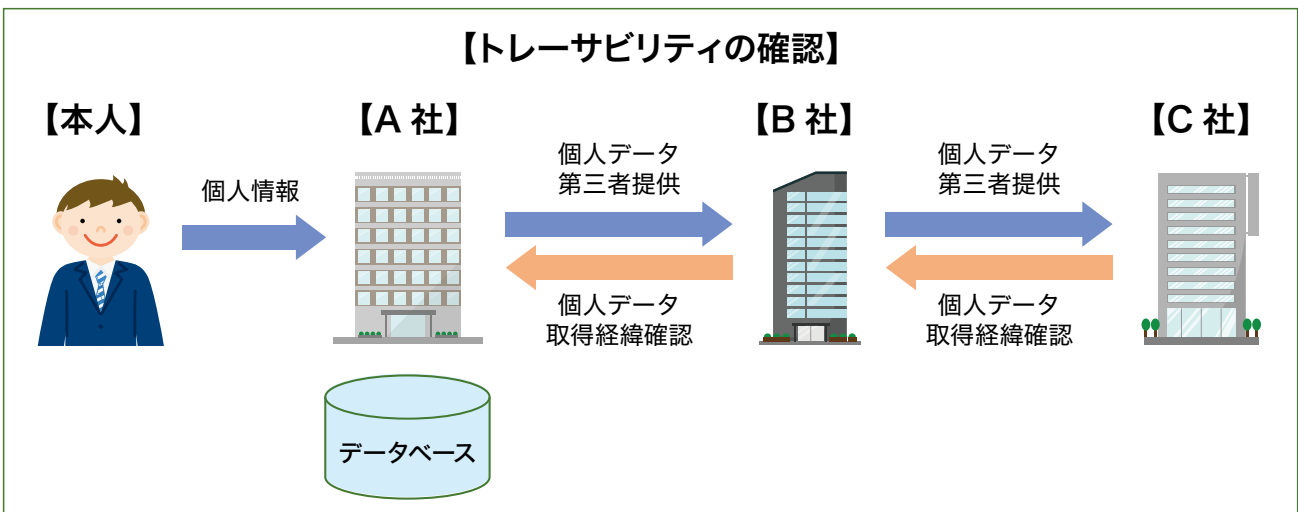 【トレーサビリティの確認】
【本人】
【A 社】
【B 社】
【C 社】
個人情報
個人データ
第三者提供
個人データ
第三者提供
個人データ
取得経緯確認
個人データ
取得経緯確認
データベース